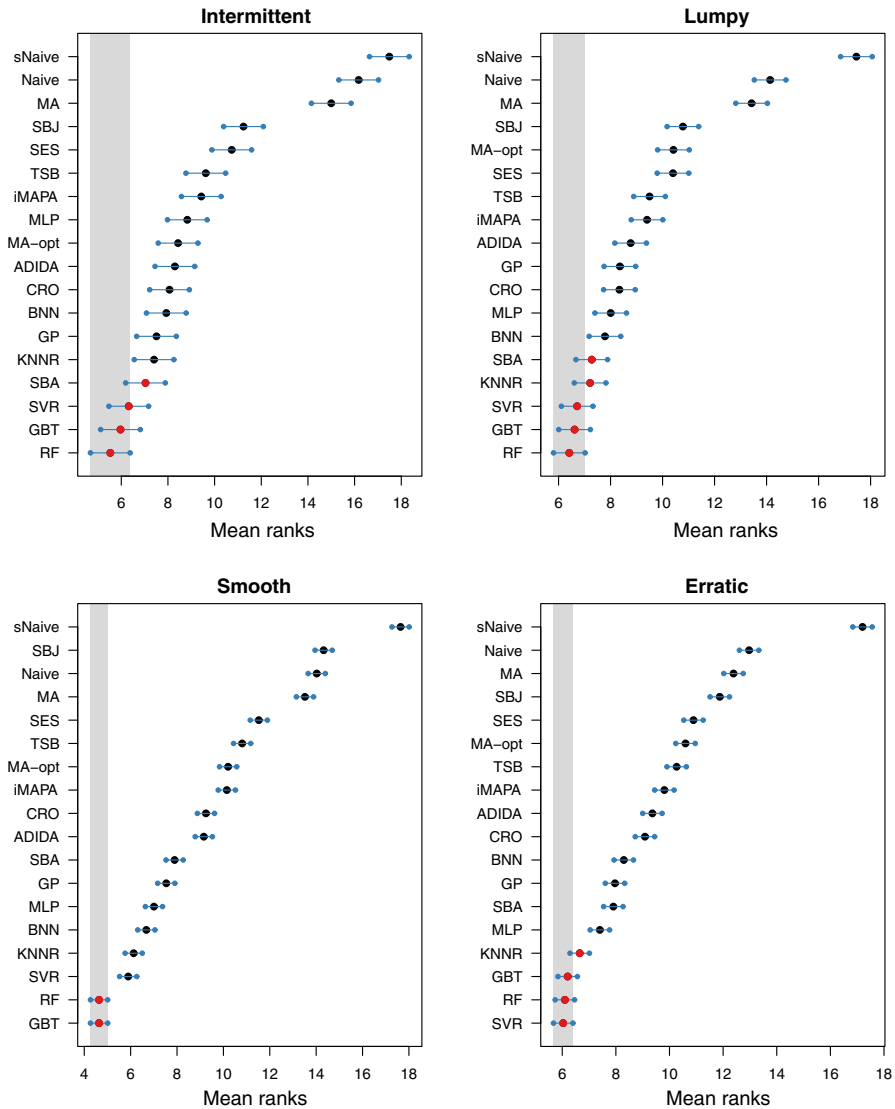 Intermittent
sNaive
Naive
MA
SBJ
SES
TSB
iMAPA
MLP
MA−opt
ADIDA
CRO
BNN
GP
KNNR
SBA
SVR
GBT
RF
6 8 10 12 14 16 18
Mean ranks
Lumpy
sNaive
Naive
MA
SBJ
MA−opt
SES
TSB
iMAPA
ADIDA
GP
CRO
MLP
BNN
SBA
KNNR
SVR
GBT
RF
6 8 10 12 14 16 18
Mean ranks
Smooth
sNaive
SBJ
Naive
MA
SES
TSB
MA−opt
iMAPA
CRO
ADIDA
SBA
GP
MLP
BNN
KNNR
SVR
RF
GBT
4 6 8 10 12 14 16 18
Mean ranks
Erratic
sNaive
Naive
MA
SBJ
SES
MA−opt
TSB
iMAPA
ADIDA
CRO
BNN
GP
SBA
MLP
KNNR
GBT
RF
SVR
6 8 10 12 14 16 18
Mean ranks